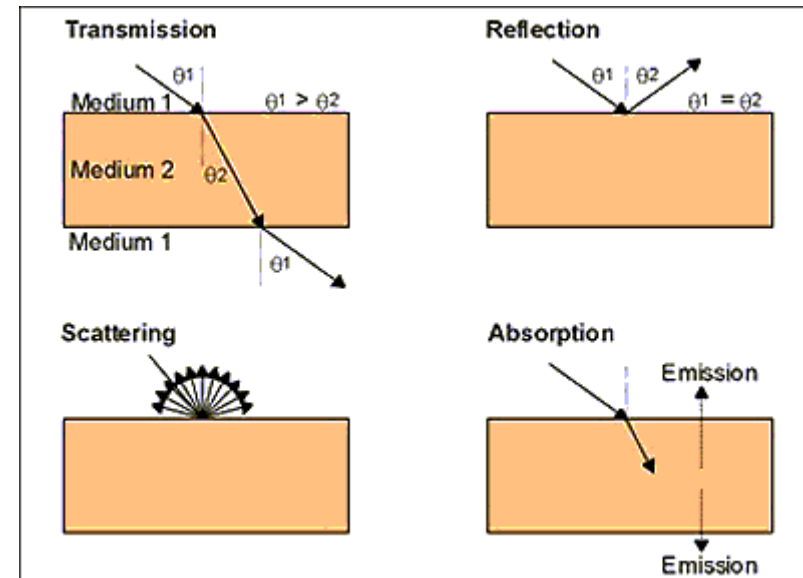 Transmission
θ1
Medium 1
θ1 > θ2
Medium 2
θ2
Medium 1
θ1
Reflection
θ1 θ2
θ1 = θ2
Scattering
Absorption
Emission
Emission